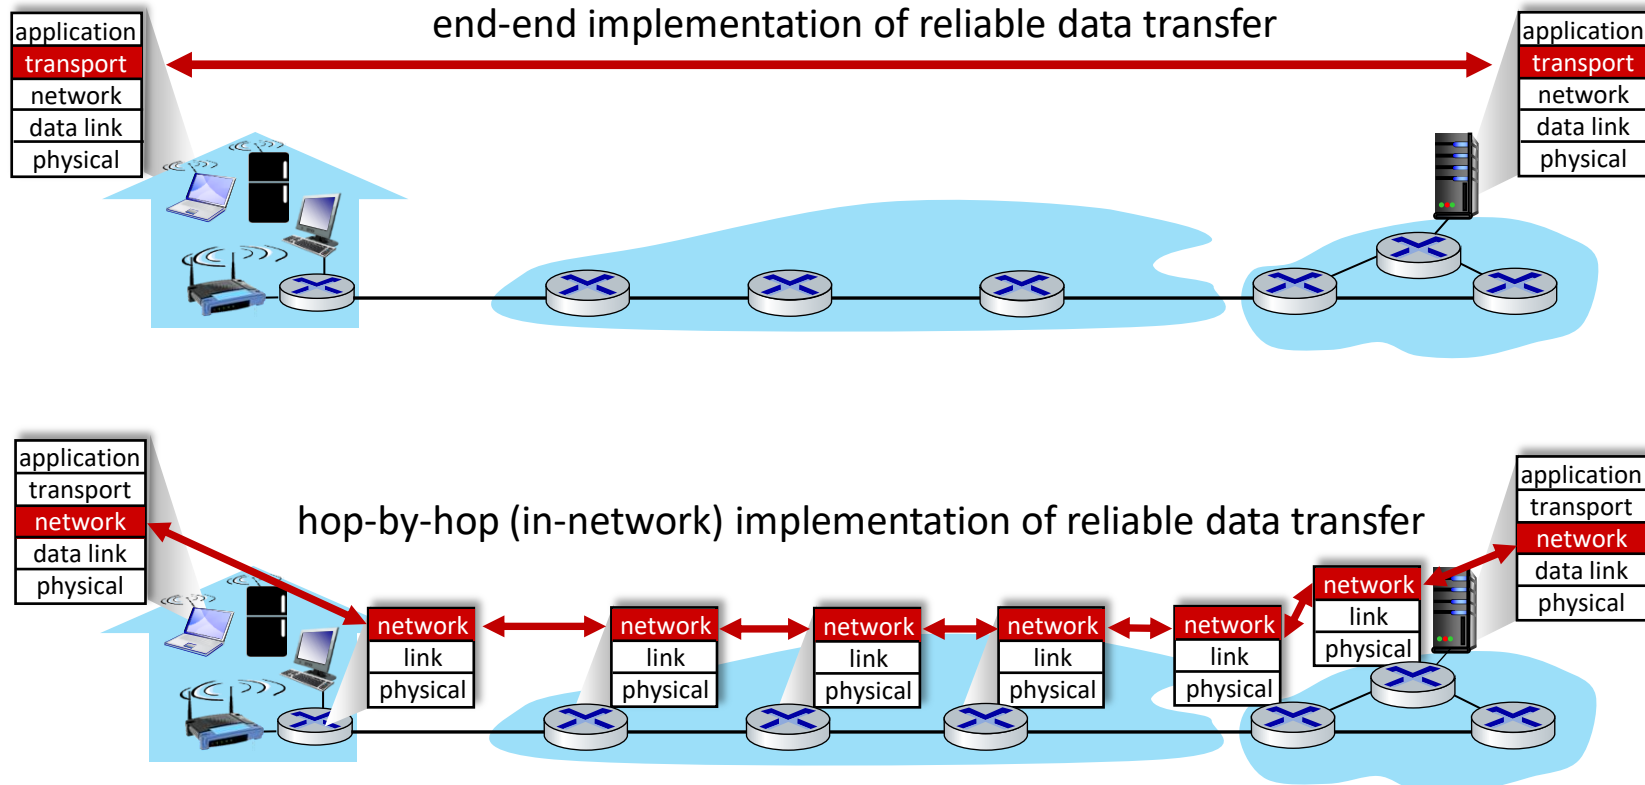 end-end implementation of reliable data transfer
application
transport
network
data link
physical
application
transport
network
data link
physical
hop-by-hop (in-network) implementation of reliable data transfer
application
transport
network
data link
physical
network
link
physical
network
link
physical
network
link
physical
network
link
physical
network
link
physical
network
link
physical
application
transport
network
data link
physical